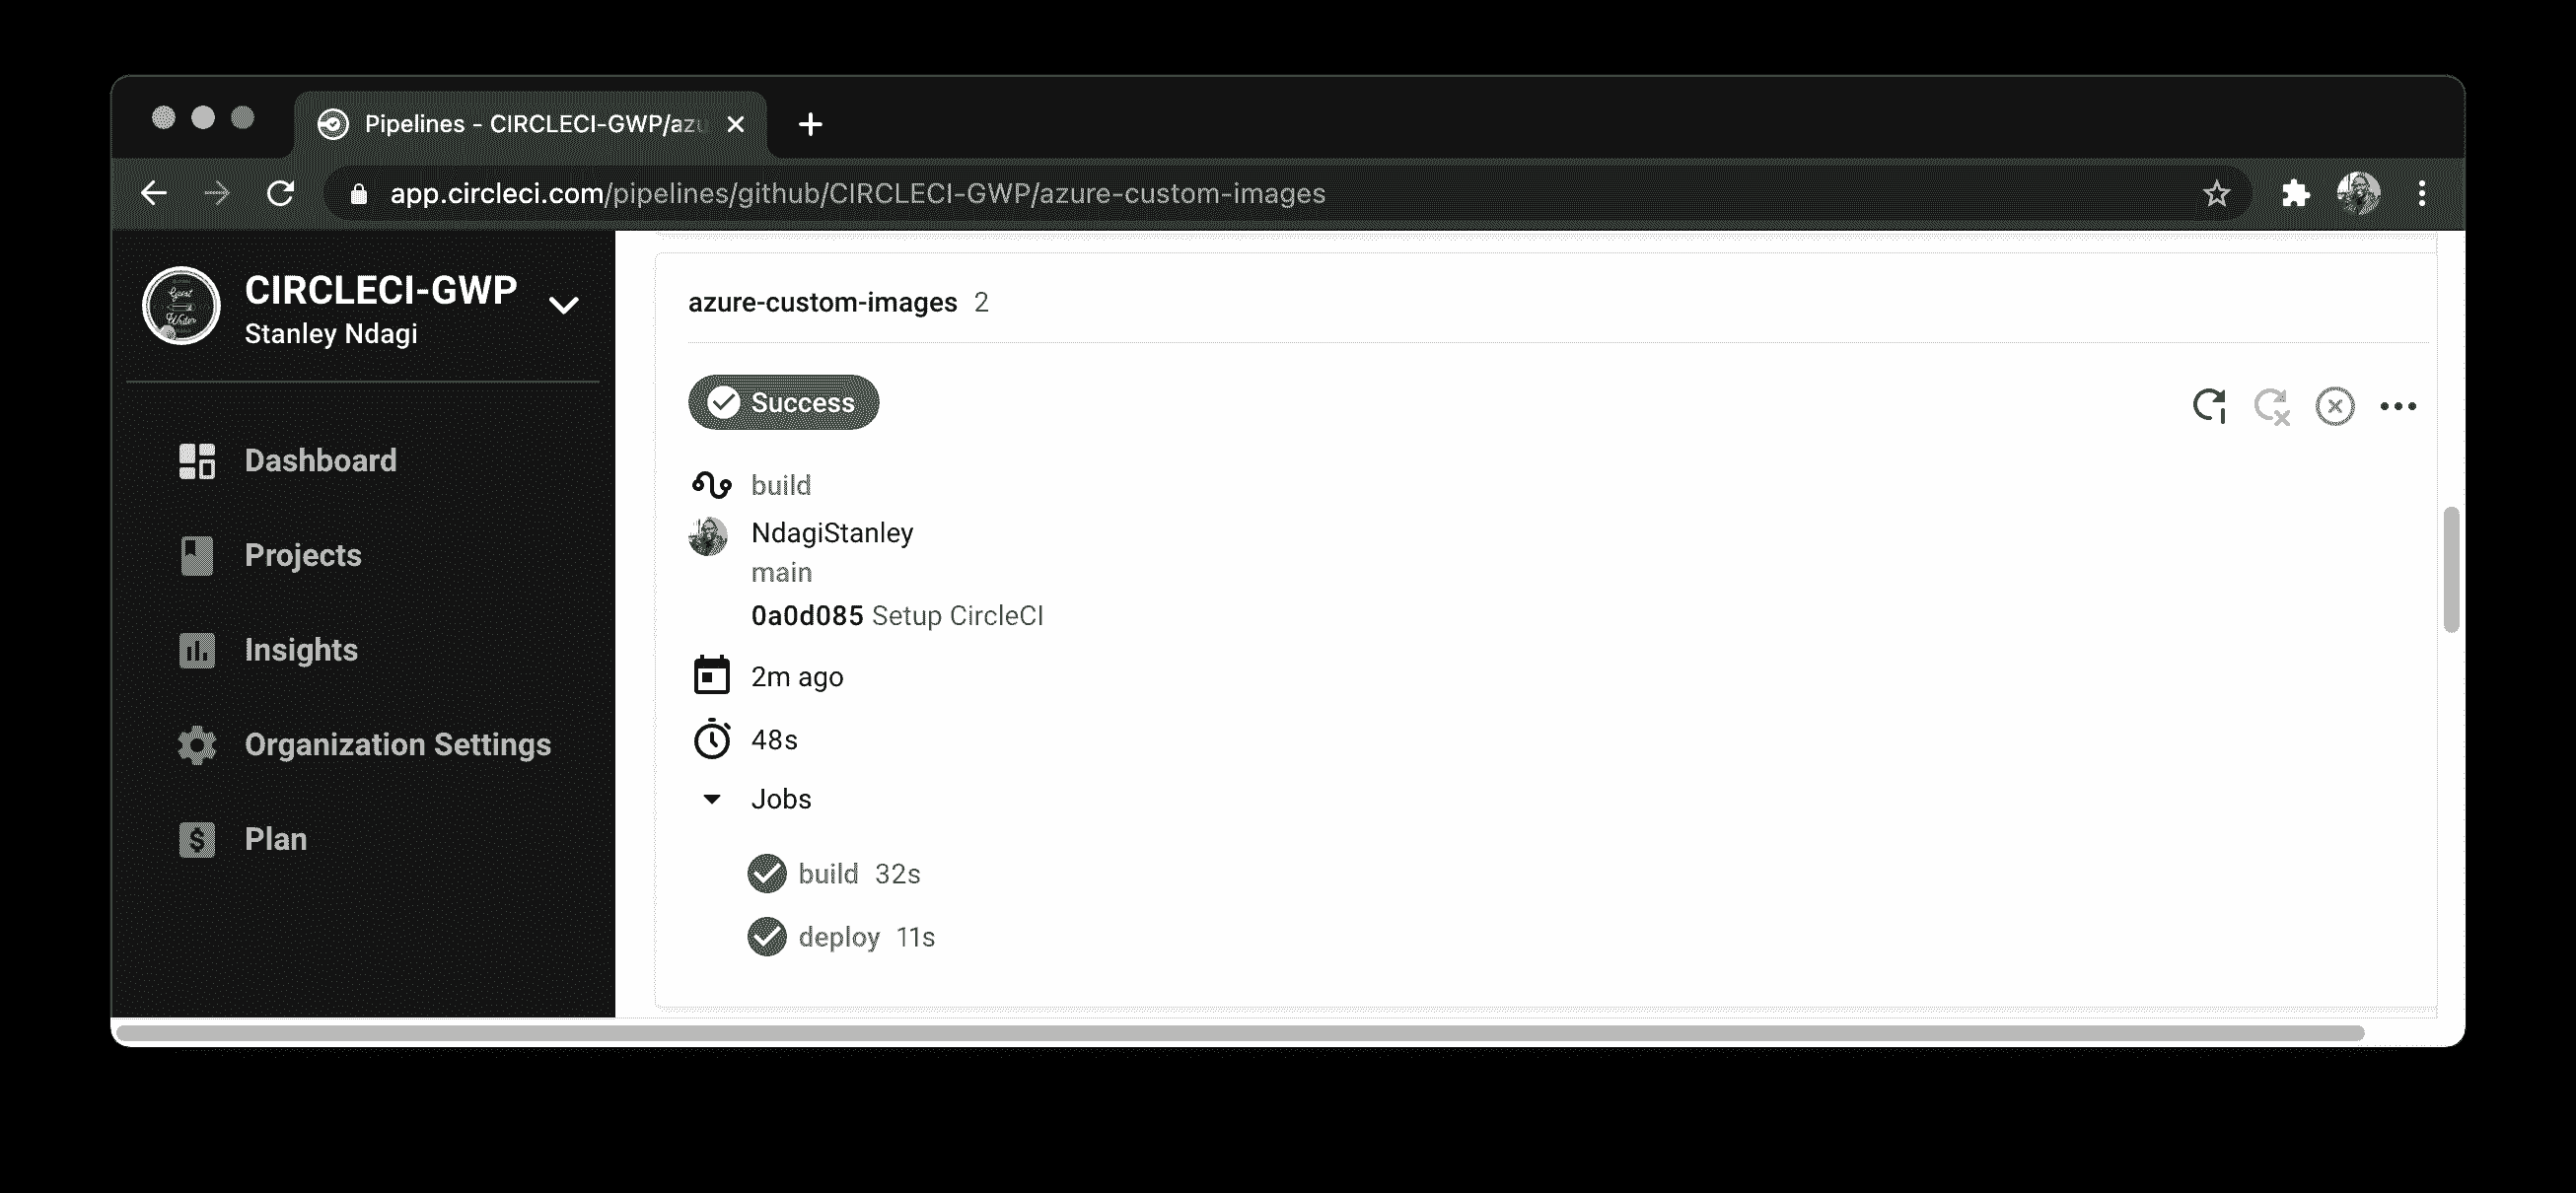 Pipelines - CIRCLECI-GWP/azu
app.circleci.com/pipelines/github/CIRCLECI-GWP/azure-custom-images
CIRCLECI-GWP
Stanley Ndagi
Guest
Writer
Dashboard
Projects
Insights
Organization Settings
Plan
azure-custom-images 2
Success
build
NdagiStanley
main
0a0d085 Setup CircleCI
2m ago
48s
Jobs
build 32s
deploy 11s